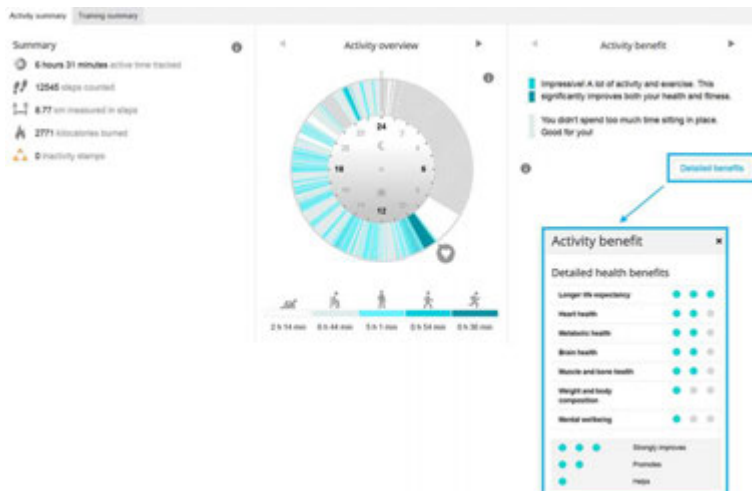 Activity summary
Training summary
Summary
6 hours 31 minutes active time tracked
12545 steps counted
8.77 km measured in steps
2771 kilocalories burned
0 inactivity stamps
Activity overview
24
18
6
12
2 h 14 min
6 h 44 min
5 h 1 min
0 h 54 min
0 h 36 min
Activity benefit
Impressive! A lot of activity and exercise. This
significantly improves both your health and fitness.
You didn't spend too much time sitting in place.
Good for you!
Detailed benefits
Activity benefit
Detailed health benefits
Longer life expectancy
Heart health
Metabolic health
Brain health
Muscle and bone health
Weight and body
composition
Mental wellbeing
Strongly improves
Promotes
Helps